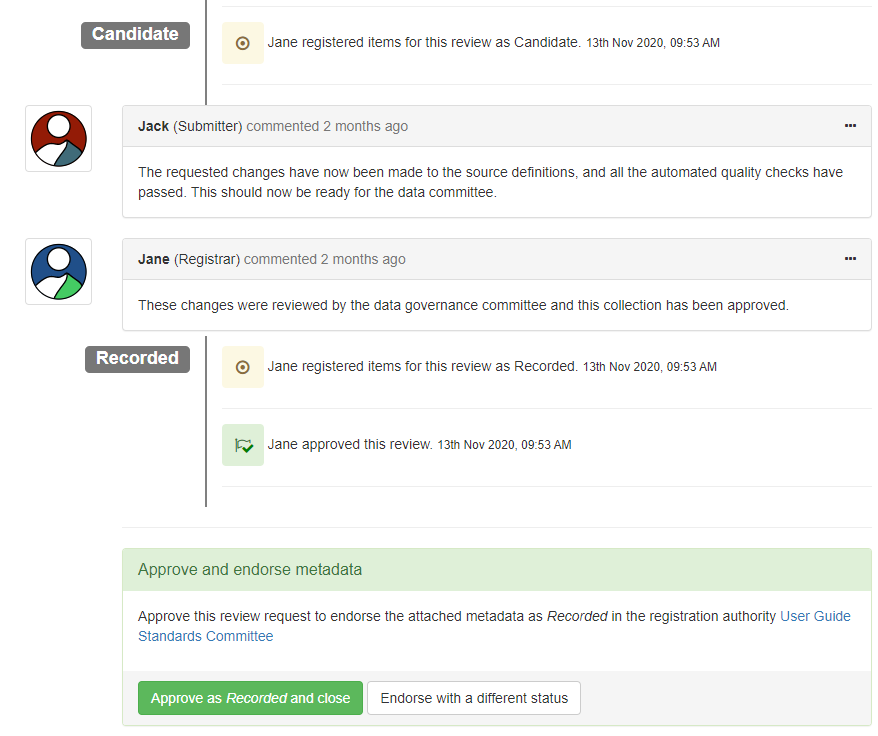 Candidate
Jane registered items for this review as Candidate. 13th Nov 2020, 09:53 AM
Jack (Submitter) commented 2 months ago
The requested changes have now been made to the source definitions, and all the automated quality checks have
passed. This should now be ready for the data committee.
Jane (Registrar) commented 2 months ago
These changes were reviewed by the data governance committee and this collection has been approved.
Recorded
Jane registered items for this review as Recorded. 13th Nov 2020, 09:53 AM
Jane approved this review. 13th Nov 2020, 09:53 AM
Approve and endorse metadata
Approve this review request to endorse the attached metadata as Recorded in the registration authority User Guide
Standards Committee
Approve as Recorded and close
Endorse with a different status